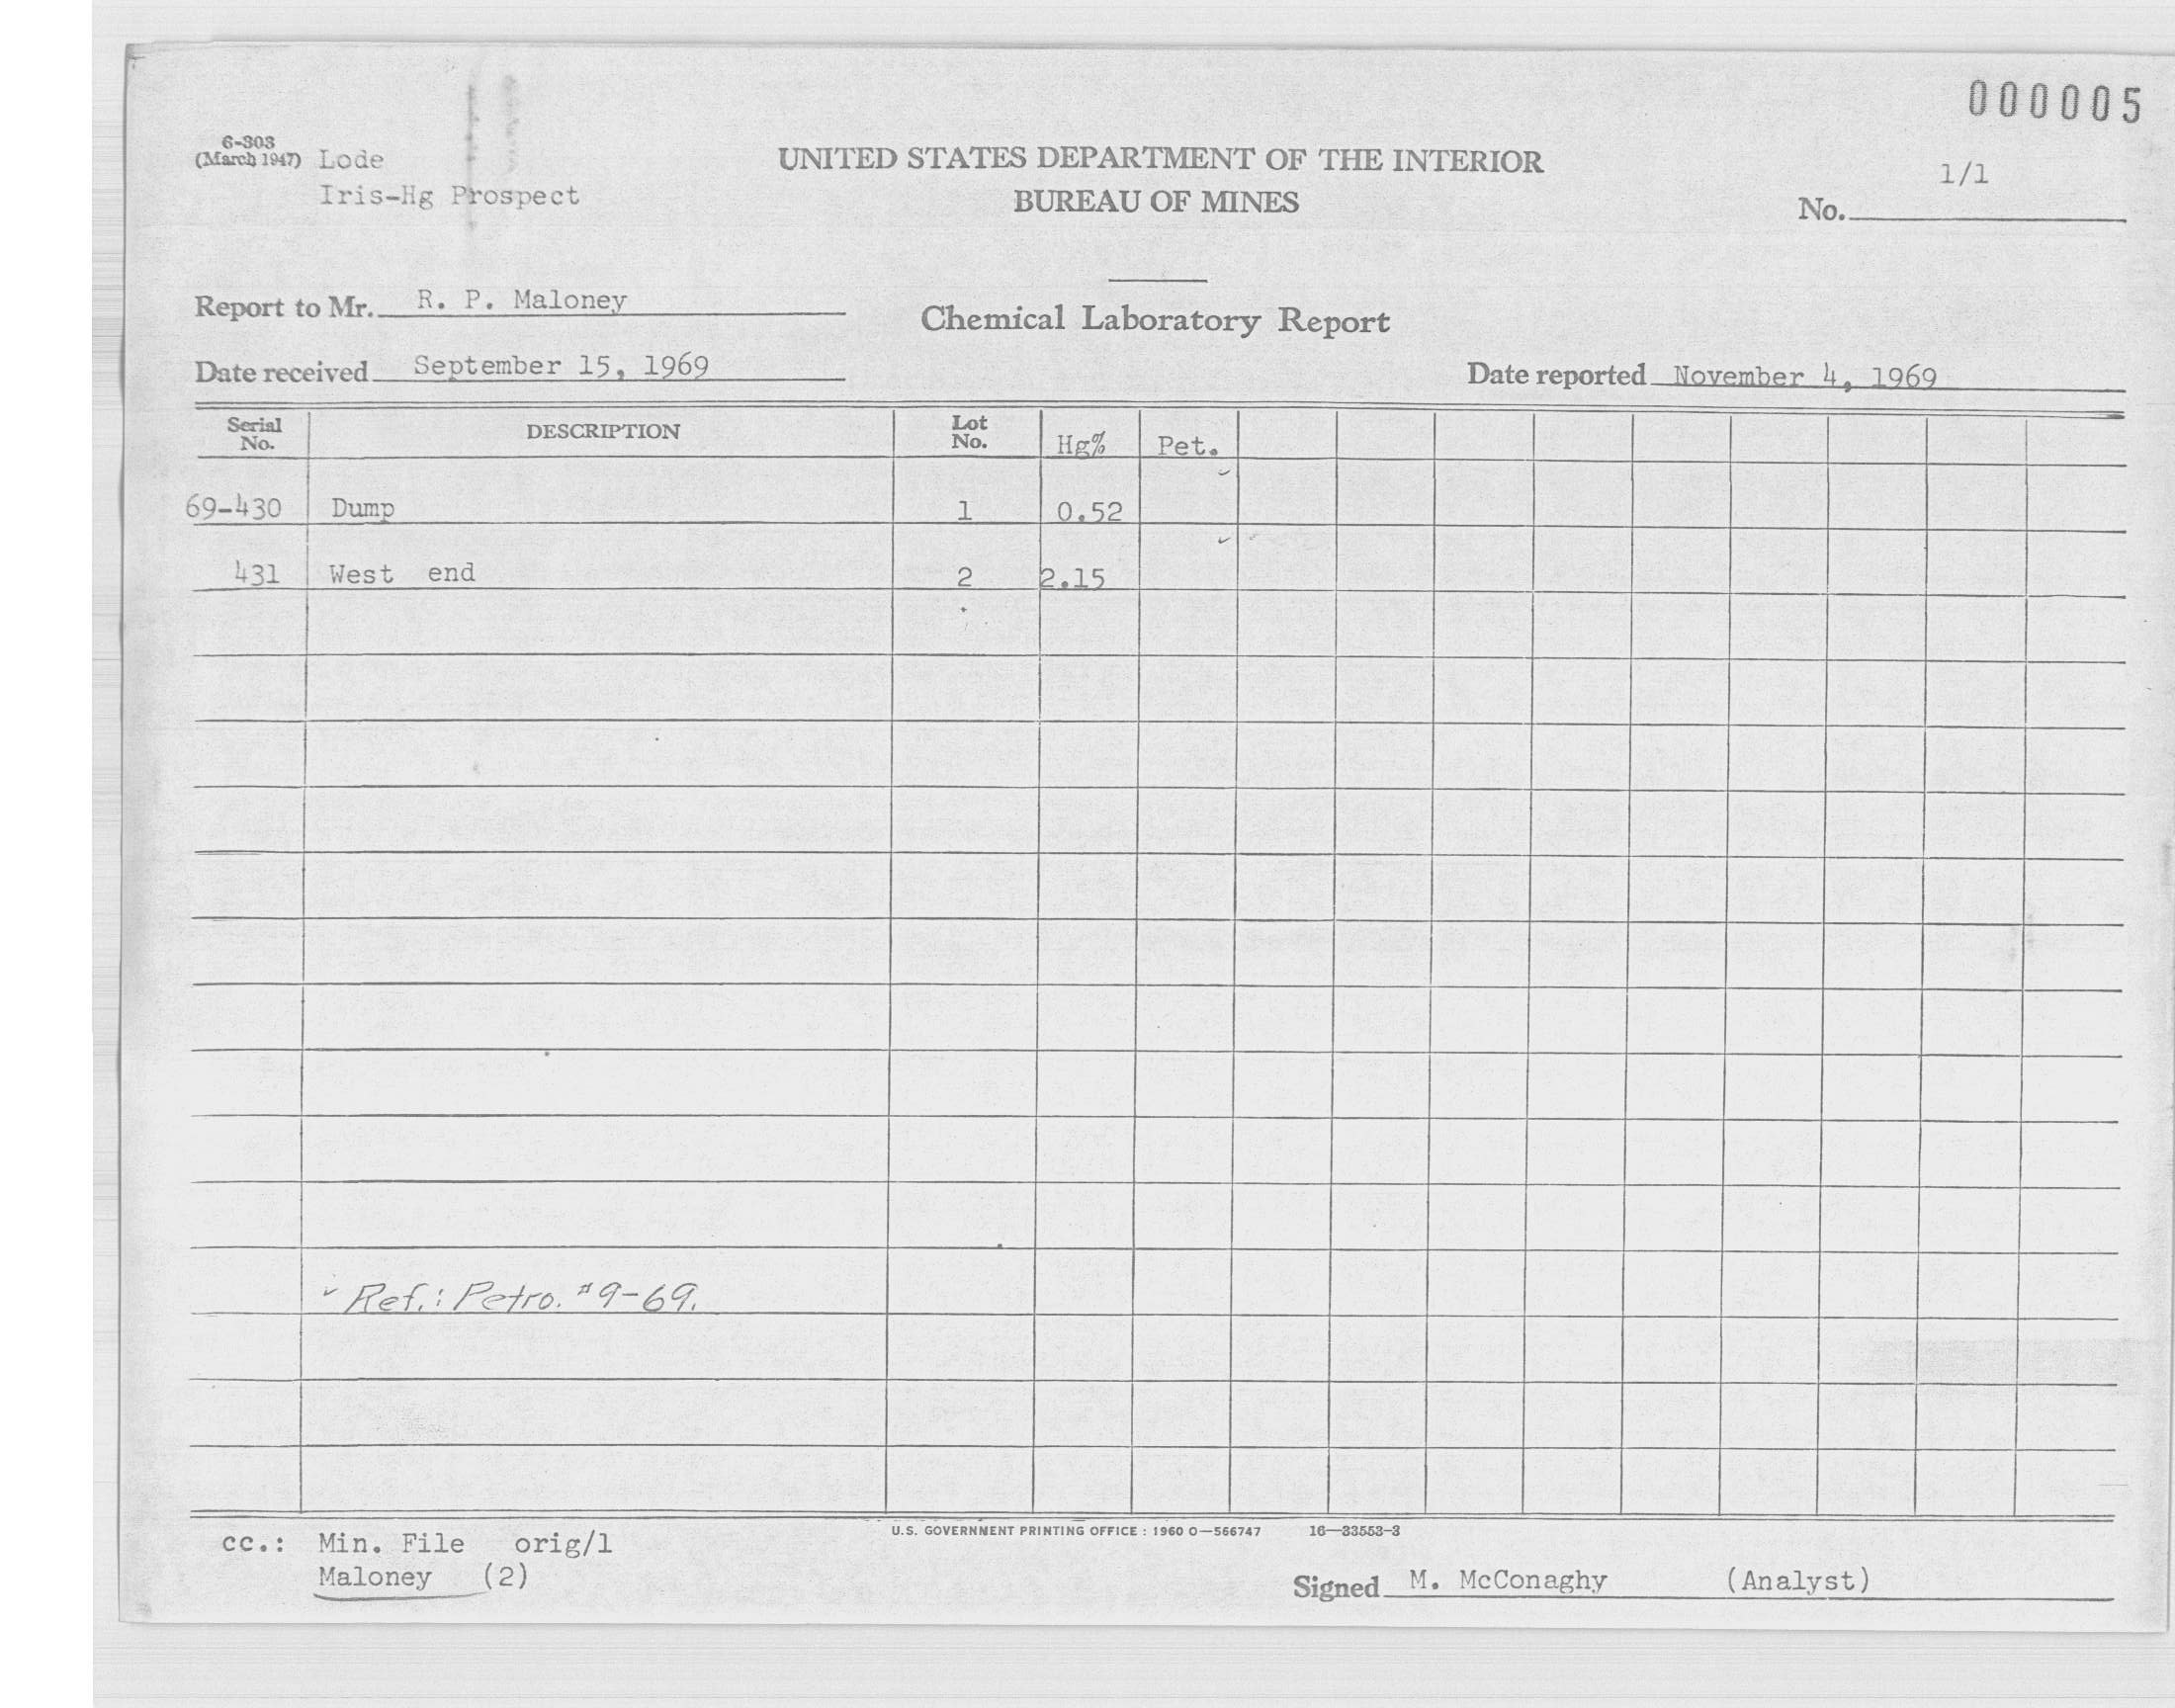 000005
6-303
(March 1947) Lode
Iris-Hg Prospect
UNITED STATES DEPARTMENT OF THE INTERIOR
BUREAU OF MINES
1/1
No.
Report to Mr. R. P. Maloney
Chemical Laboratory Report
Date received September 15, 1969
Date reported November 4, 1969
Serial No. DESCRIPTION Lot No. Hg% Pet.
69-430 Dump 1 0.52
431 West end 2 2.15
Ref.: Petro. #9-69.
U.S. GOVERNMENT PRINTING OFFICE : 1960 O—566747 16—33553-3
cc.: Min. File orig/1
Maloney (2)
Signed M. McConaghy (Analyst)